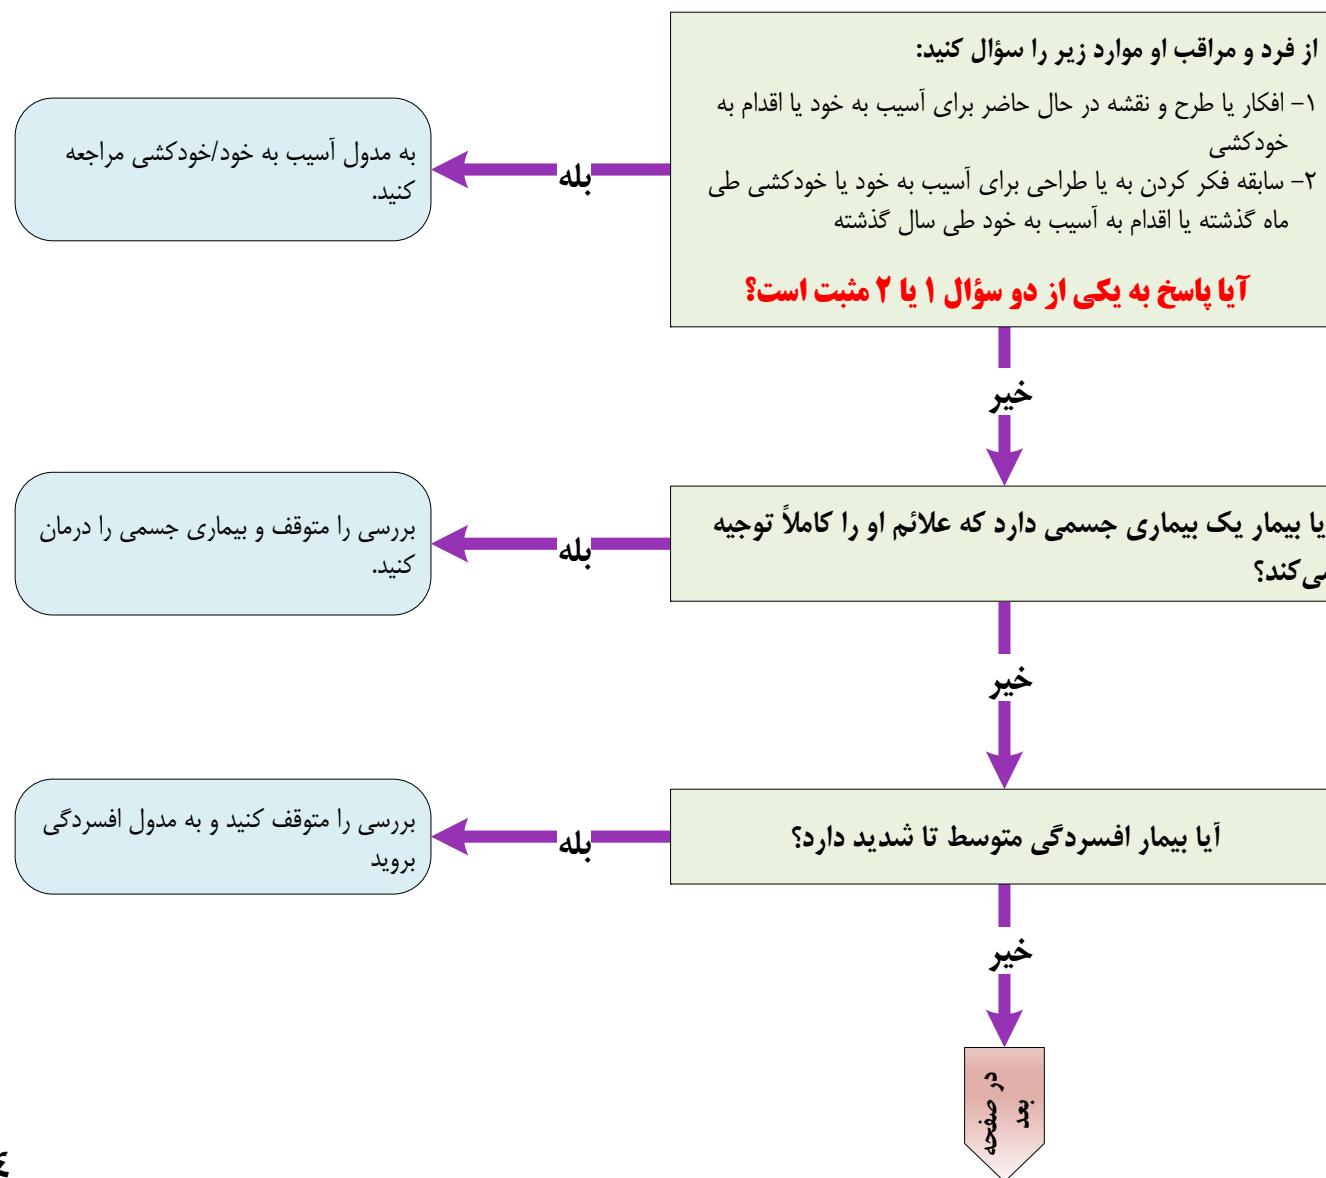 از فرد و مراقب او موارد زیر را سؤال کنید:
۱- افکار یا طرح و نقشه در حال حاضر برای آسیب به خود یا اقدام به
خودکشی
۲- سابقه فکر کردن به یا طراحی برای آسیب به خود یا خودکشی طی
ماه گذشته یا اقدام به آسیب به خود طی سال گذشته
آیا پاسخ به یکی از دو سؤال ۱ یا ۲ مثبت است؟
بله
به مدول آسیب به خود/خودکشی مراجعه
کنید.
خیر
یا بیمار یک بیماری جسمی دارد که علائم او را کاملاً توجیه
می‌کند؟
بله
بررسی را متوقف و بیماری جسمی را درمان
کنید.
خیر
آیا بیمار افسردگی متوسط تا شدید دارد؟
بله
بررسی را متوقف کنید و به مدول افسردگی
بروید
خیر
در صفحه
بعد